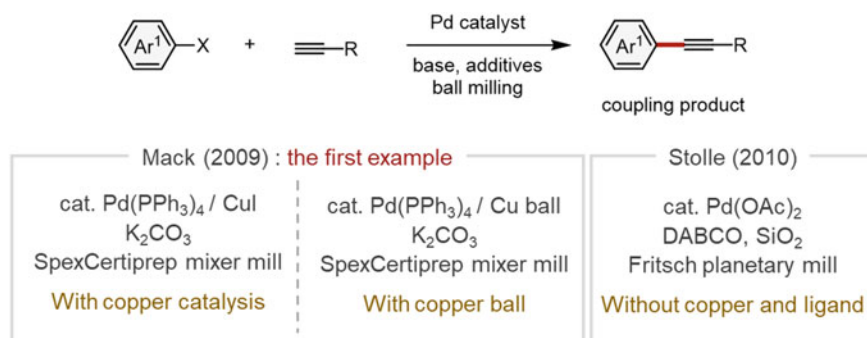 Ar¹ X + R Pd catalyst Ar¹ R
base, additives
ball milling
coupling product
Mack (2009) : the first example
cat. Pd(PPh₃)₄ / CuI
K₂CO₃
SpexCertiprep mixer mill
With copper catalysis
cat. Pd(PPh₃)₄ / Cu ball
K₂CO₃
SpexCertiprep mixer mill
With copper ball
Stolle (2010)
cat. Pd(OAc)₂
DABCO, SiO₂
Fritsch planetary mill
Without copper and ligand